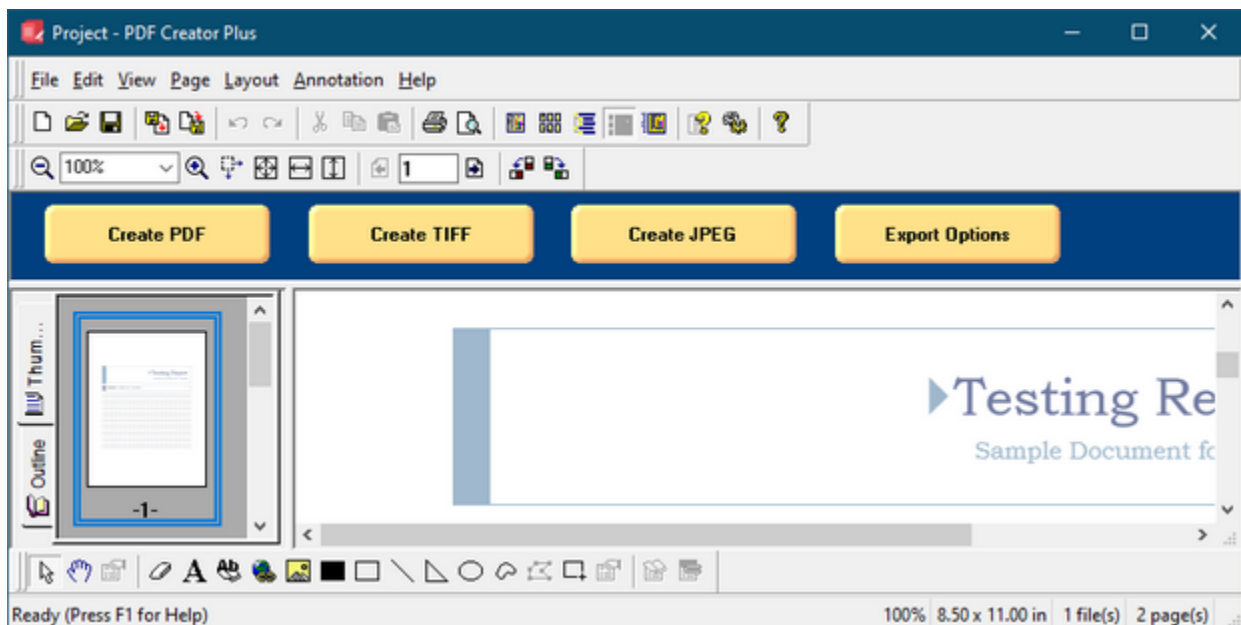 Project - PDF Creator Plus
File Edit View Page Layout Annotation Help
100%
1
Create PDF Create TIFF Create JPEG Export Options
Thum...
Outline
-1-
Testing Re
Sample Document fo
Ready (Press F1 for Help) 100% 8.50 x 11.00 in 1 file(s) 2 page(s)